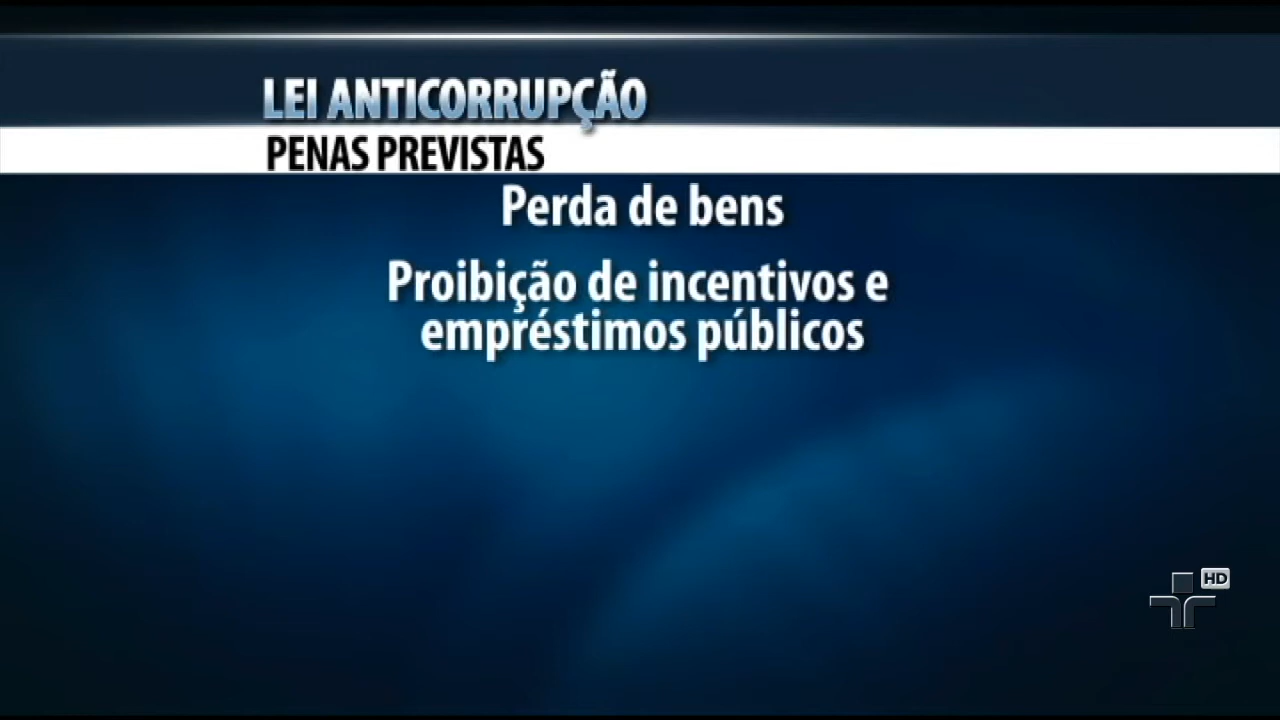 LEI ANTICORRUPÇÃO
PENAS PREVISTAS
Perda de bens
Proibição de incentivos e
empréstimos públicos
HD